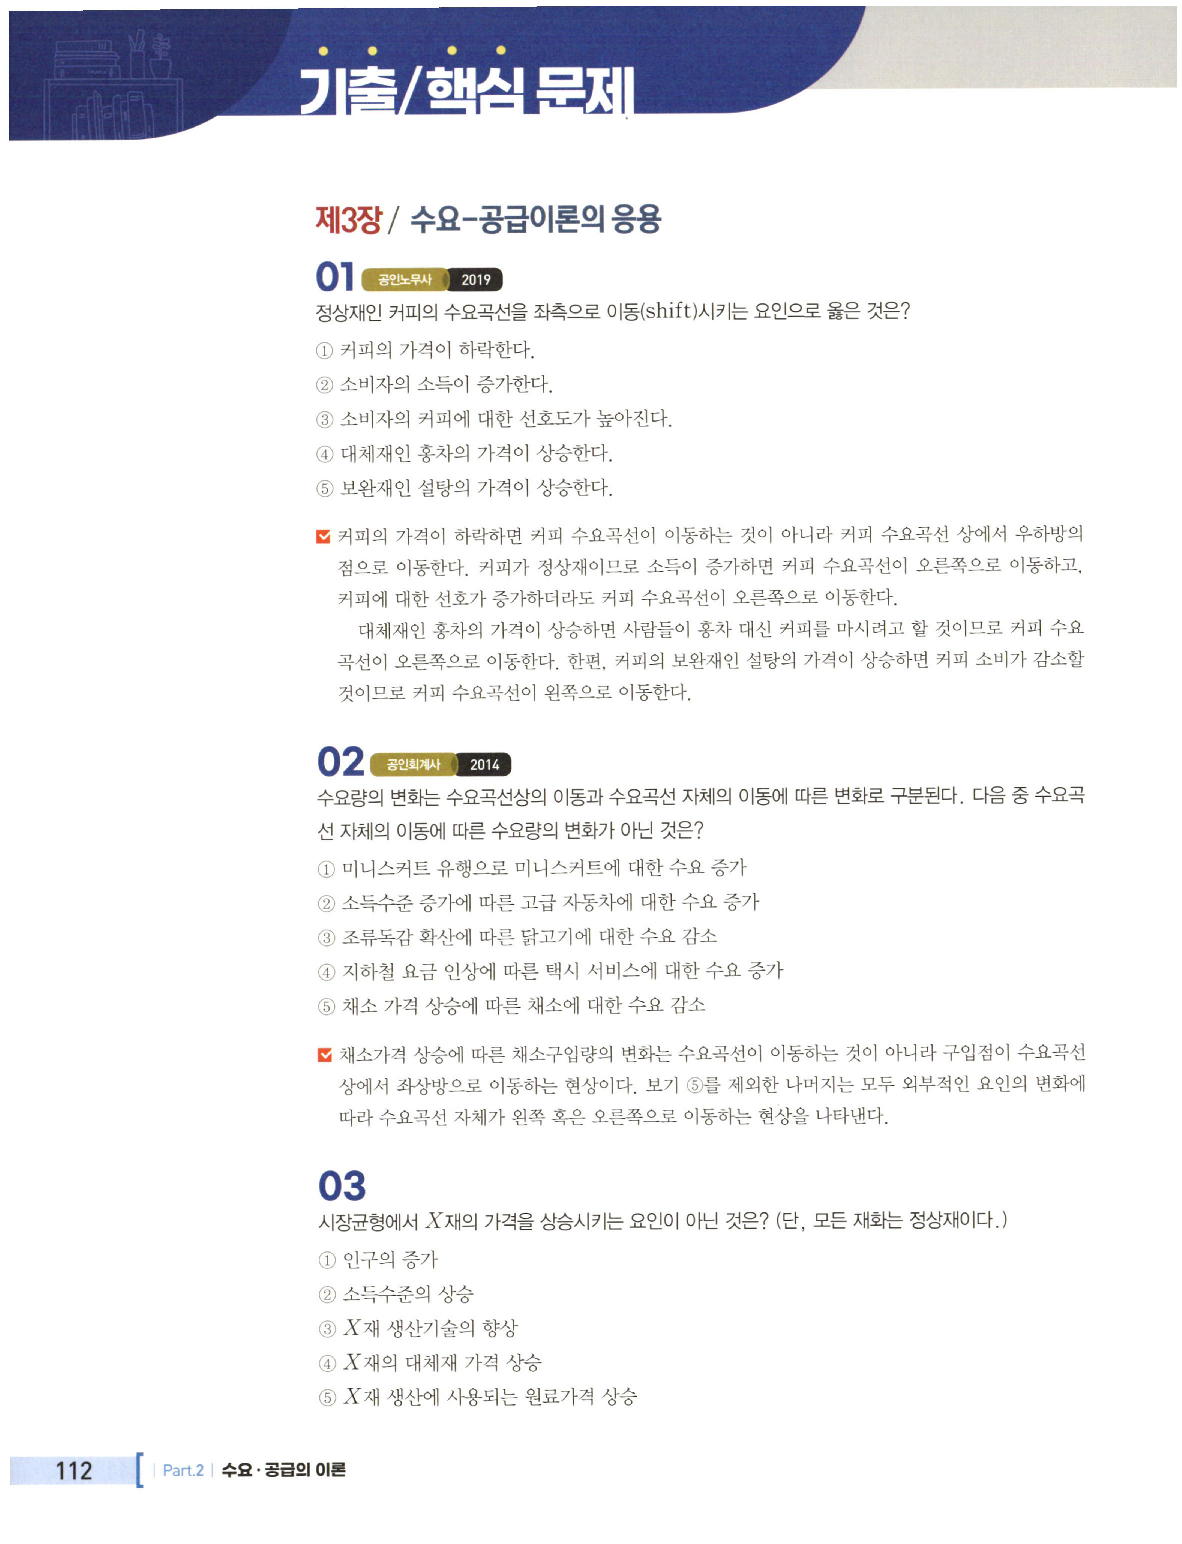 기출/핵심 문제
제3장 / 수요-공급이론의 응용
01 공인노무사 2019
정상재인 커피의 수요곡선을 좌측으로 이동(shift)시키는 요인으로 옳은 것은?
① 커피의 가격이 하락한다.
② 소비자의 소득이 증가한다.
③ 소비자의 커피에 대한 선호도가 높아진다.
④ 대체재인 홍차의 가격이 상승한다.
⑤ 보완재인 설탕의 가격이 상승한다.
커피의 가격이 하락하면 커피 수요곡선이 이동하는 것이 아니라 커피 수요곡선 상에서 우하방의
점으로 이동한다. 커피가 정상재이므로 소득이 증가하면 커피 수요곡선이 오른쪽으로 이동하고,
커피에 대한 선호가 증가하더라도 커피 수요곡선이 오른쪽으로 이동한다.
대체재인 홍차의 가격이 상승하면 사람들이 홍차 대신 커피를 마시려고 할 것이므로 커피 수요
곡선이 오른쪽으로 이동한다. 한편, 커피의 보완재인 설탕의 가격이 상승하면 커피 소비가 감소할
것이므로 커피 수요곡선이 왼쪽으로 이동한다.
02 공인회계사 2014
수요량의 변화는 수요곡선상의 이동과 수요곡선 자체의 이동에 따른 변화로 구분된다. 다음 중 수요곡
선 자체의 이동에 따른 수요량의 변화가 아닌 것은?
① 미니스커트 유행으로 미니스커트에 대한 수요 증가
② 소득수준 증가에 따른 고급 자동차에 대한 수요 증가
③ 조류독감 확산에 따른 닭고기에 대한 수요 감소
④ 지하철 요금 인상에 따른 택시 서비스에 대한 수요 증가
⑤ 채소 가격 상승에 따른 채소에 대한 수요 감소
채소가격 상승에 따른 채소구입량의 변화는 수요곡선이 이동하는 것이 아니라 구입점이 수요곡선
상에서 좌상방으로 이동하는 현상이다. 보기 ⑤를 제외한 나머지는 모두 외부적인 요인의 변화에
따라 수요곡선 자체가 왼쪽 혹은 오른쪽으로 이동하는 현상을 나타낸다.
03
시장균형에서 X재의 가격을 상승시키는 요인이 아닌 것은? (단, 모든 재화는 정상재이다.)
① 인구의 증가
② 소득수준의 상승
③ X재 생산기술의 향상
④ X재의 대체재 가격 상승
⑤ X재 생산에 사용되는 원료가격 상승
112 | Part.2 | 수요·공급의 이론